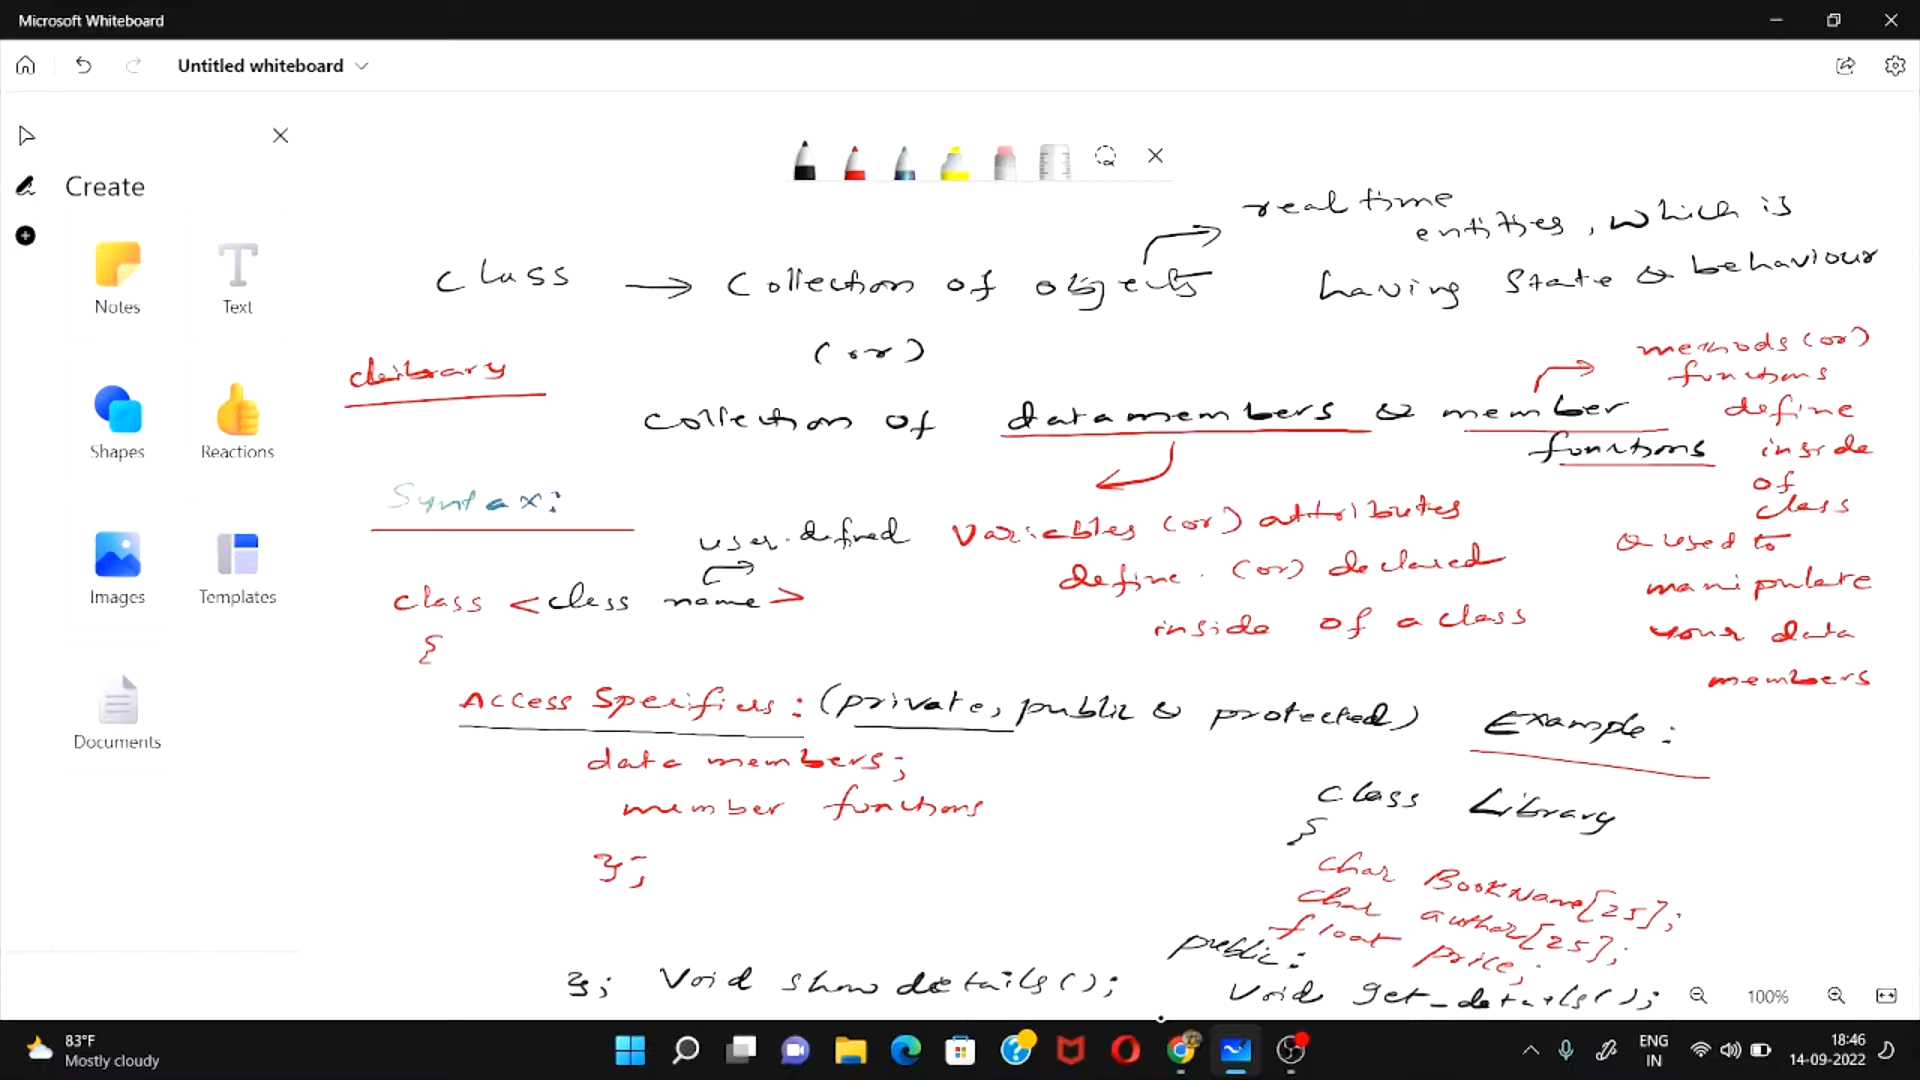 Microsoft Whiteboard
Untitled whiteboard
Create
Notes
Text
Shapes
Reactions
Images
Templates
Documents
class → Collection of objects
real time
entities, which is
having state & behaviour
(or)
library
collection of datamembers & member
functions
methods (or)
functions
define
inside
of
class
& used to
manipulate
your data
members
Variables (or) attributes
define. (or) declared
inside of a class
Syntax:
user.defined
class <class name>
{
Access Specifiers: (private, public & protected)
data members;
member functions
};
Example:
class Library
{
char BookName[25];
char author[25];
float price;
public:
void get_details();
void showdetails();
};
100%
83°F
Mostly cloudy
ENG
IN
18:46
14-09-2022